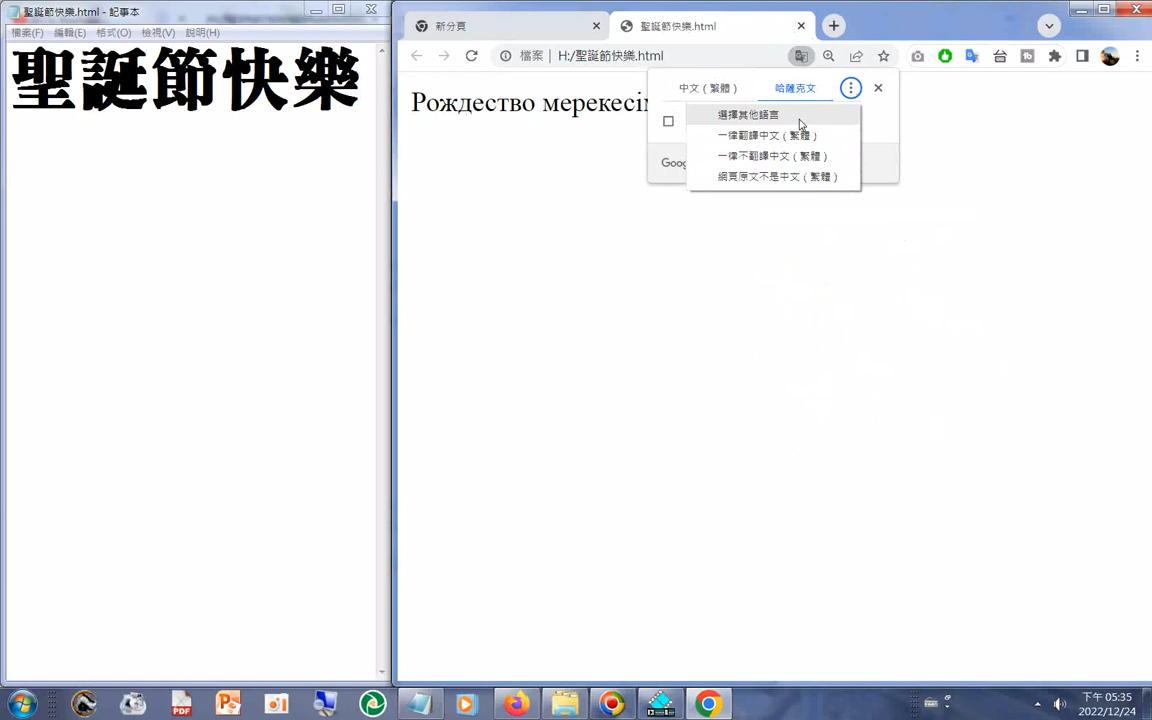 聖誕節快樂.html - 記事本
檔案(F) 編輯(E) 格式(O) 檢視(V) 說明(H)
聖誕節快樂
新分頁
聖誕節快樂.html
檔案 H:/聖誕節快樂.html
Рождество мерекесім
中文（繁體） 哈薩克文
選擇其他語言
一律翻譯中文（繁體）
一律不翻譯中文（繁體）
網頁原文不是中文（繁體）
Goog
下午 05:35
2022/12/24